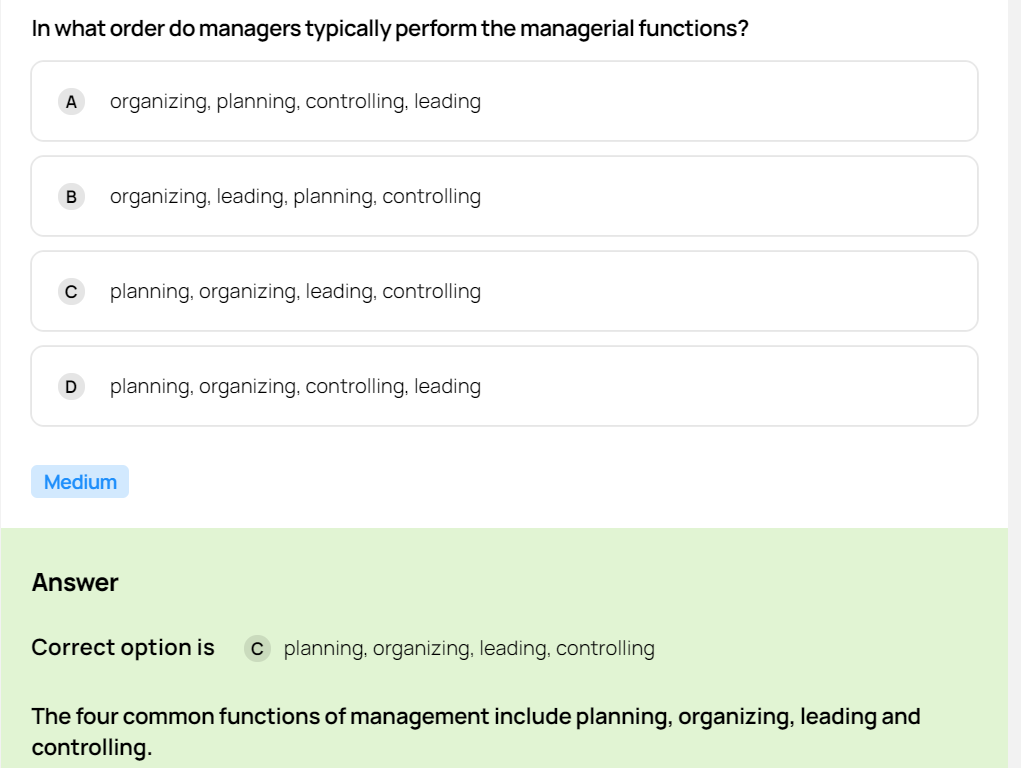 In what order do managers typically perform the managerial functions?
A organizing, planning, controlling, leading
B organizing, leading, planning, controlling
C planning, organizing, leading, controlling
D planning, organizing, controlling, leading
Medium
Answer
Correct option is C planning, organizing, leading, controlling
The four common functions of management include planning, organizing, leading and
controlling.